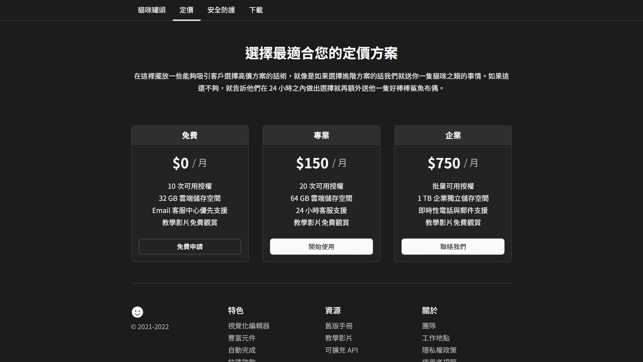 貓咪罐頭 定價 安全防護 下載
選擇最適合您的定價方案
在這裡擺放一些能夠吸引客戶選擇高價方案的話術，就像是如果選擇進階方案的話我們就送你一隻貓咪之類的事情。如果這
還不夠，就告訴他們在 24 小時之內做出選擇就再額外送他一隻好棒棒鯊魚布偶。
免費
$0 / 月
10 次可用授權
32 GB 雲端儲存空間
Email 客服中心優先支援
教學影片免費觀賞
免費申請
專業
$150 / 月
20 次可用授權
64 GB 雲端儲存空間
24 小時客服支援
教學影片免費觀賞
開始使用
企業
$750 / 月
批量可用授權
1 TB 企業獨立儲存空間
即時性電話與郵件支援
教學影片免費觀賞
聯絡我們
© 2021-2022
特色
視覺化編輯器
豐富元件
自動完成
資源
舊版手冊
教學影片
可擴充 API
關於
團隊
工作地點
隱私權政策